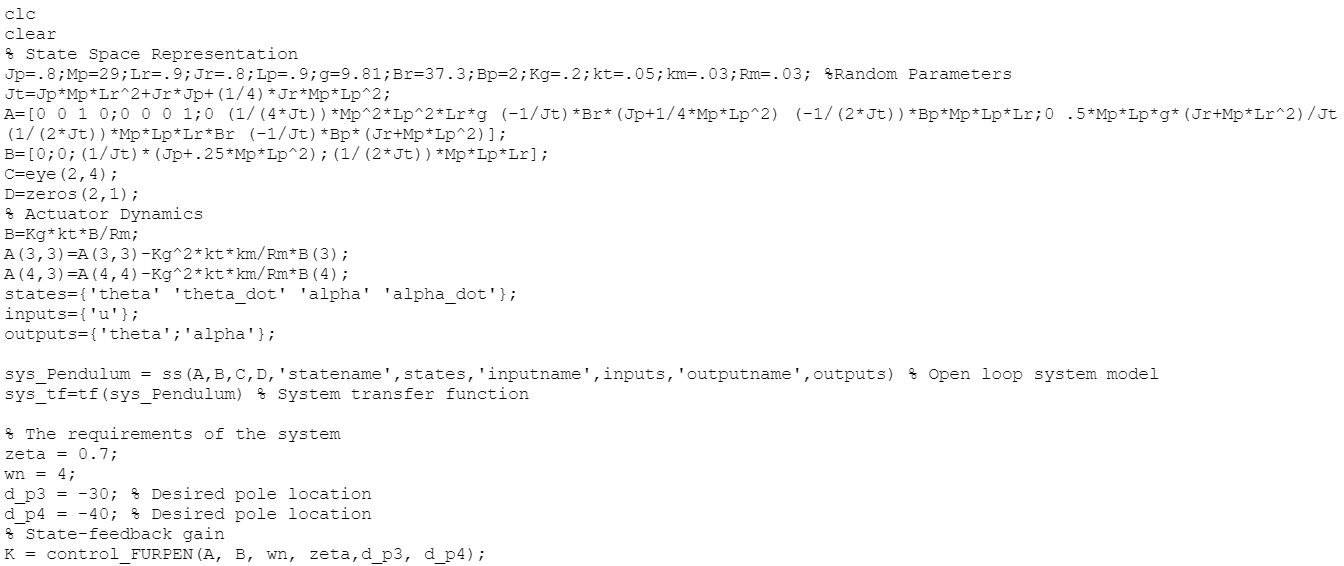 clc
clear
% State Space Representation
Jp=.8;Mp=29;Lr=.9;Jr=.8;Lp=.9;g=9.81;Br=37.3;Bp=2;Kg=.2;kt=.05;km=.03;Rm=.03; %Random Parameters
Jt=Jp*Mp*Lr^2+Jr*Jp+(1/4)*Jr*Mp*Lp^2;
A=[0 0 1 0;0 0 0 1;0 (1/(4*Jt))*Mp^2*Lp^2*Lr*g (-1/Jt)*Br*(Jp+1/4*Mp*Lp^2) (-1/(2*Jt))*Bp*Mp*Lp*Lr;0 .5*Mp*Lp*g*(Jr+Mp*Lr^2)/Jt
(1/(2*Jt))*Mp*Lp*Lr*Br (-1/Jt)*Bp*(Jr+Mp*Lp^2)];
B=[0;0;(1/Jt)*(Jp+.25*Mp*Lp^2);(1/(2*Jt))*Mp*Lp*Lr];
C=eye(2,4);
D=zeros(2,1);
% Actuator Dynamics
B=Kg*kt*B/Rm;
A(3,3)=A(3,3)-Kg^2*kt*km/Rm*B(3);
A(4,3)=A(4,4)-Kg^2*kt*km/Rm*B(4);
states={'theta' 'theta_dot' 'alpha' 'alpha_dot'};
inputs={'u'};
outputs={'theta';'alpha'};
sys_Pendulum = ss(A,B,C,D,'statename',states,'inputname',inputs,'outputname',outputs) % Open loop system model
sys_tf=tf(sys_Pendulum) % System transfer function
% The requirements of the system
zeta = 0.7;
wn = 4;
d_p3 = -30; % Desired pole location
d_p4 = -40; % Desired pole location
% State-feedback gain
K = control_FURPEN(A, B, wn, zeta,d_p3, d_p4);